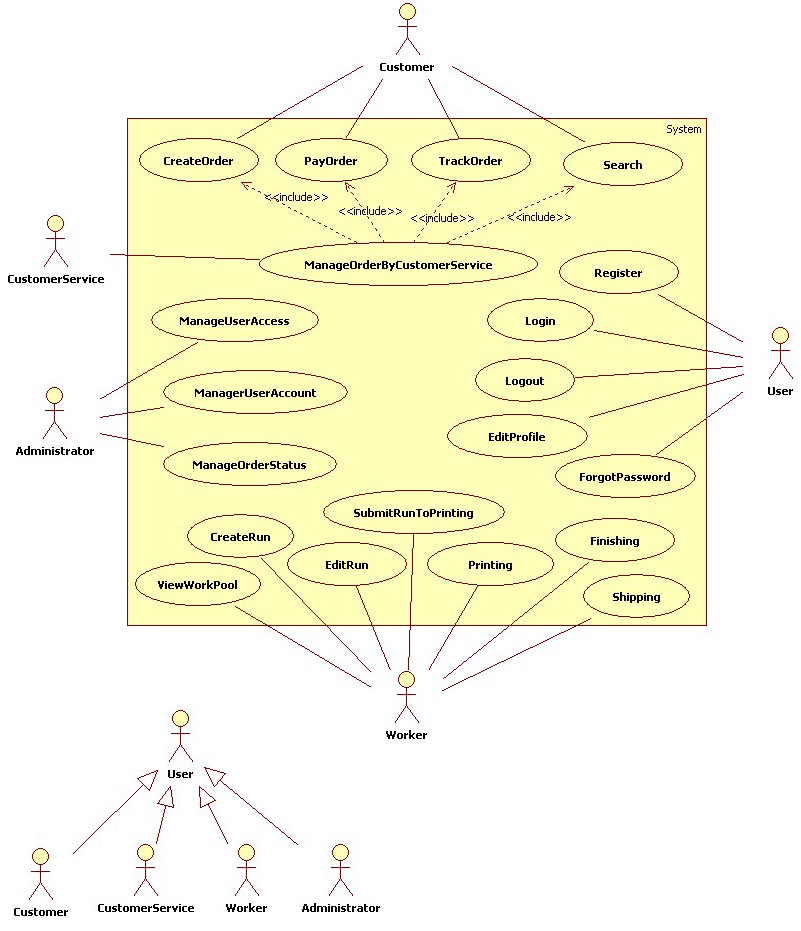 Customer
System
CreateOrder
PayOrder
TrackOrder
Search
<<include>>
<<include>>
<<include>>
<<include>>
CustomerService
ManageOrderByCustomerService
Register
ManageUserAccess
Login
Logout
User
ManagerUserAccount
Administrator
EditProfile
ManageOrderStatus
ForgotPassword
SubmitRunToPrinting
CreateRun
Finishing
EditRun
Printing
ViewWorkPool
Shipping
Worker
User
Customer
CustomerService
Worker
Administrator